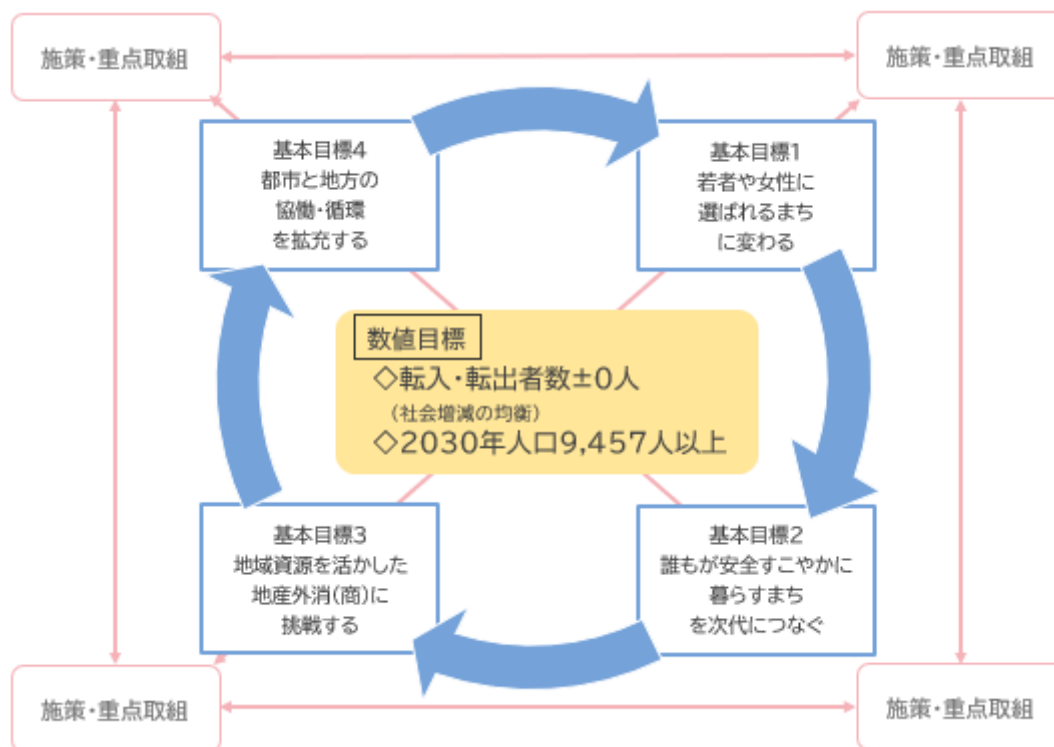 施策・重点取組
施策・重点取組
基本目標4
都市と地方の
協働・循環
を拡充する
基本目標1
若者や女性に
選ばれるまち
に変わる
数値目標
◇転入・転出者数±0人
(社会増減の均衡)
◇2030年人口9,457人以上
基本目標3
地域資源を活かした
地産外消(商)に
挑戦する
基本目標2
誰もが安全すこやかに
暮らすまち
を次代につなぐ
施策・重点取組
施策・重点取組